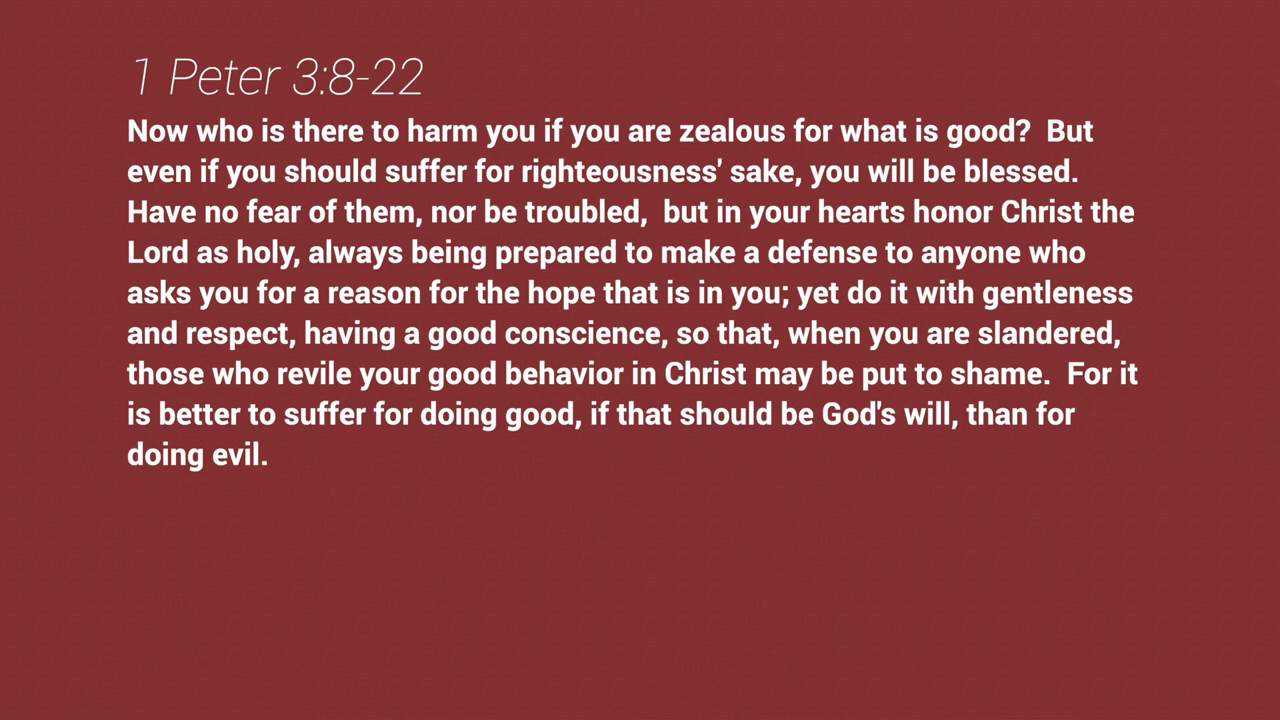 1 Peter 3:8-22
Now who is there to harm you if you are zealous for what is good?  But
even if you should suffer for righteousness' sake, you will be blessed.
Have no fear of them, nor be troubled,  but in your hearts honor Christ the
Lord as holy, always being prepared to make a defense to anyone who
asks you for a reason for the hope that is in you; yet do it with gentleness
and respect, having a good conscience, so that, when you are slandered,
those who revile your good behavior in Christ may be put to shame.  For it
is better to suffer for doing good, if that should be God's will, than for
doing evil.